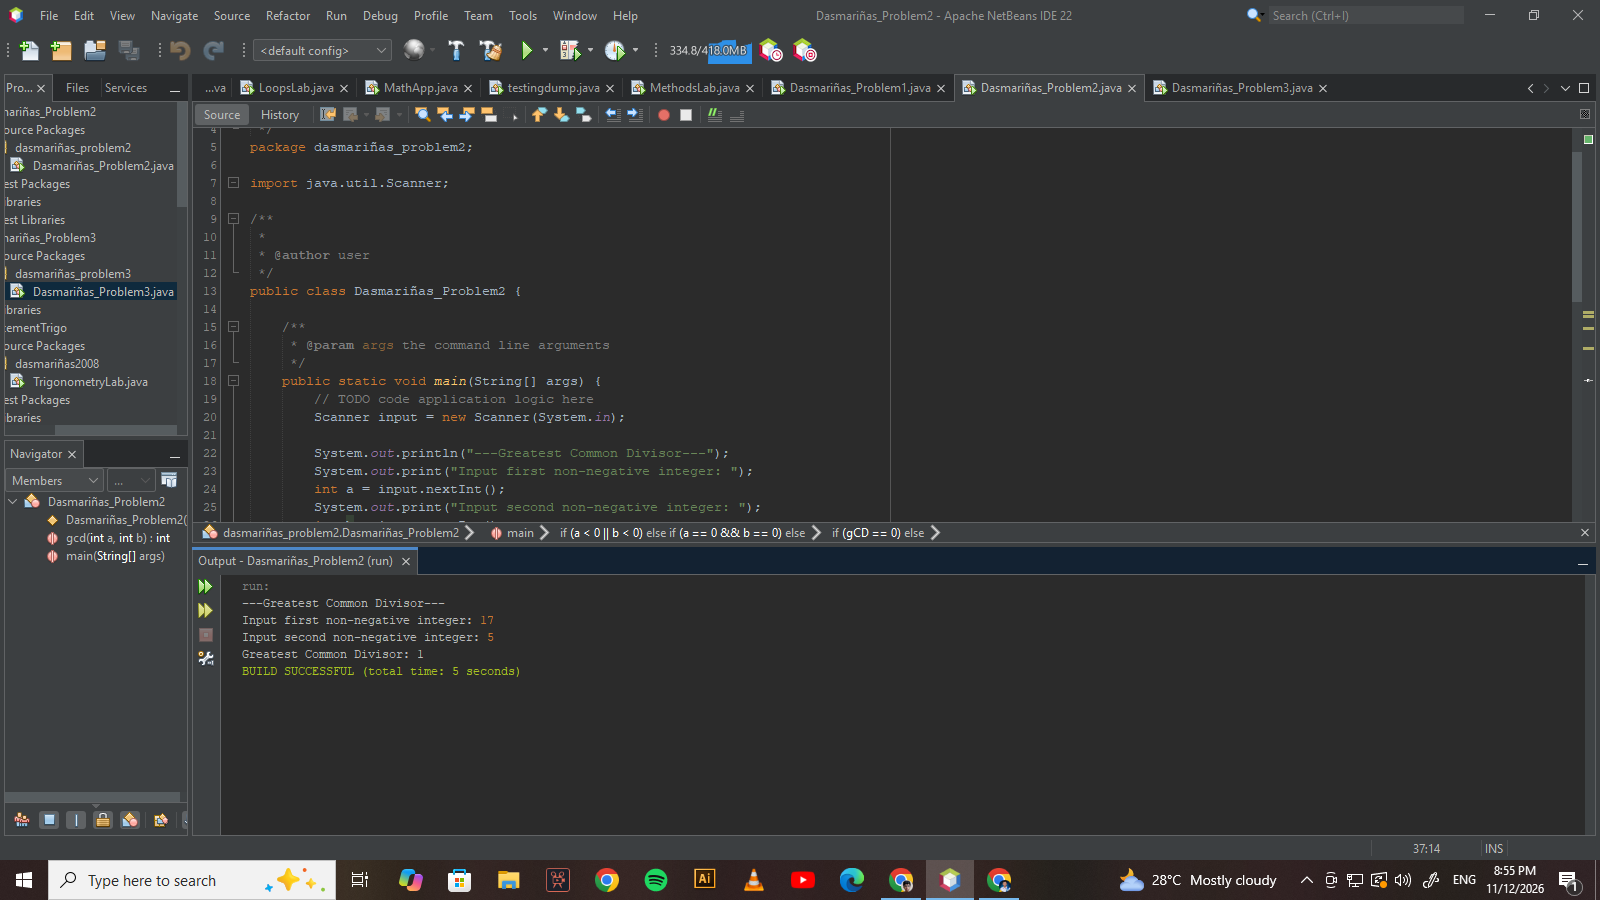 File Edit View Navigate Source Refactor Run Debug Profile Team Tools Window Help
Dasmariñas_Problem2 - Apache NetBeans IDE 22
Search (Ctrl+I)
<default config>
334.8/418.0MB
Pro... Files Services
...va LoopsLab.java MathApp.java testingdump.java MethodsLab.java Dasmariñas_Problem1.java Dasmariñas_Problem2.java Dasmariñas_Problem3.java
Source History
nariñas_Problem2
ource Packages
dasmariñas_problem2
Dasmariñas_Problem2.java
est Packages
ibraries
est Libraries
nariñas_Problem3
ource Packages
dasmariñas_problem3
Dasmariñas_Problem3.java
ibraries
cementTrigo
ource Packages
dasmariñas2008
TrigonometryLab.java
est Packages
ibraries
4 */
5 package dasmariñas_problem2;
6
7 import java.util.Scanner;
8
9 /**
10 *
11 * @author user
12 */
13 public class Dasmariñas_Problem2 {
14
15 /**
16 * @param args the command line arguments
17 */
18 public static void main(String[] args) {
19 // TODO code application logic here
20 Scanner input = new Scanner(System.in);
21
22 System.out.println("---Greatest Common Divisor---");
23 System.out.print("Input first non-negative integer: ");
24 int a = input.nextInt();
25 System.out.print("Input second non-negative integer: ");
dasmariñas_problem2.Dasmariñas_Problem2 main if (a < 0 || b < 0) else if (a == 0 && b == 0) else if (gCD == 0) else
Navigator
Members ...
Dasmariñas_Problem2
Dasmariñas_Problem2(
gcd(int a, int b) : int
main(String[] args)
Output - Dasmariñas_Problem2 (run)
run:
---Greatest Common Divisor---
Input first non-negative integer: 17
Input second non-negative integer: 5
Greatest Common Divisor: 1
BUILD SUCCESSFUL (total time: 5 seconds)
37:14 INS
Type here to search
Ai
28°C Mostly cloudy
ENG
8:55 PM
11/12/2026
1